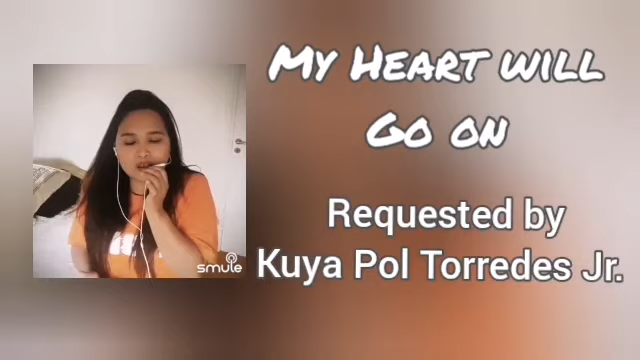 My Heart will
Go on
Requested by
Kuya Pol Torredes Jr.
smule